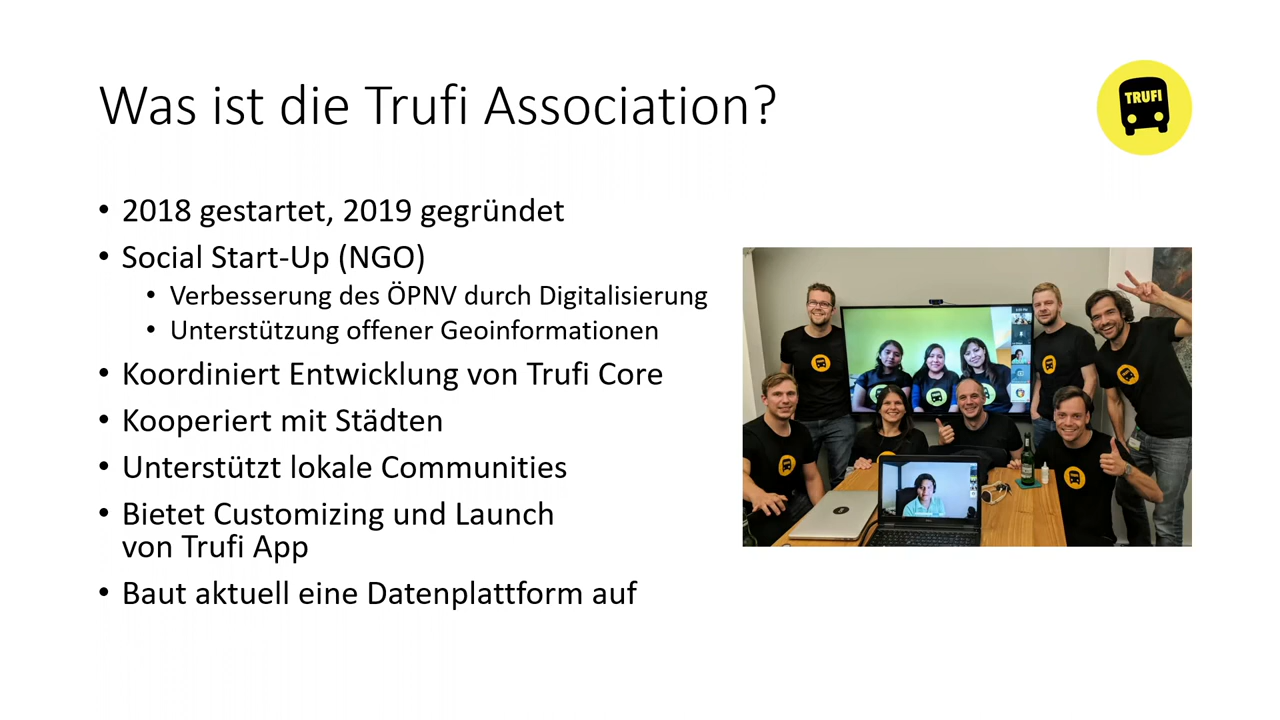 Was ist die Trufi Association?
TRUFI
• 2018 gestartet, 2019 gegründet
• Social Start-Up (NGO)
• Verbesserung des ÖPNV durch Digitalisierung
• Unterstützung offener Geoinformationen
• Koordiniert Entwicklung von Trufi Core
• Kooperiert mit Städten
• Unterstützt lokale Communities
• Bietet Customizing und Launch
von Trufi App
• Baut aktuell eine Datenplattform auf